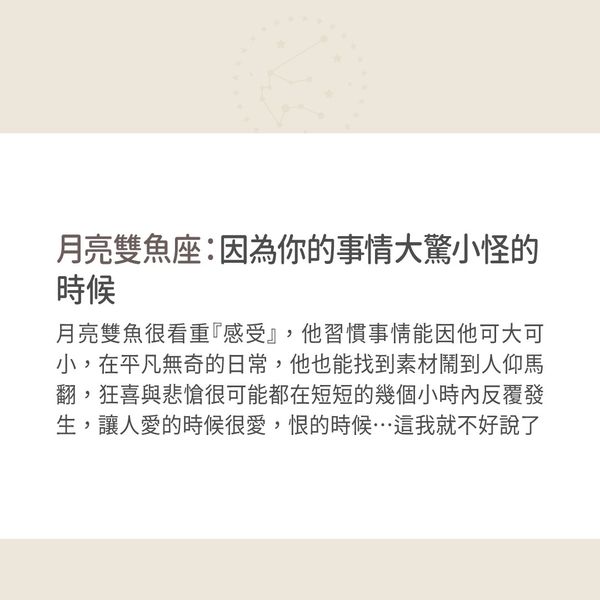 月亮雙魚座：因為你的事情大驚小怪的
時候
月亮雙魚很看重『感受』，他習慣事情能因他可大可
小，在平凡無奇的日常，他也能找到素材鬧到人仰馬
翻，狂喜與悲愴很可能都在短短的幾個小時內反覆發
生，讓人愛的時候很愛，恨的時候⋯這我就不好說了